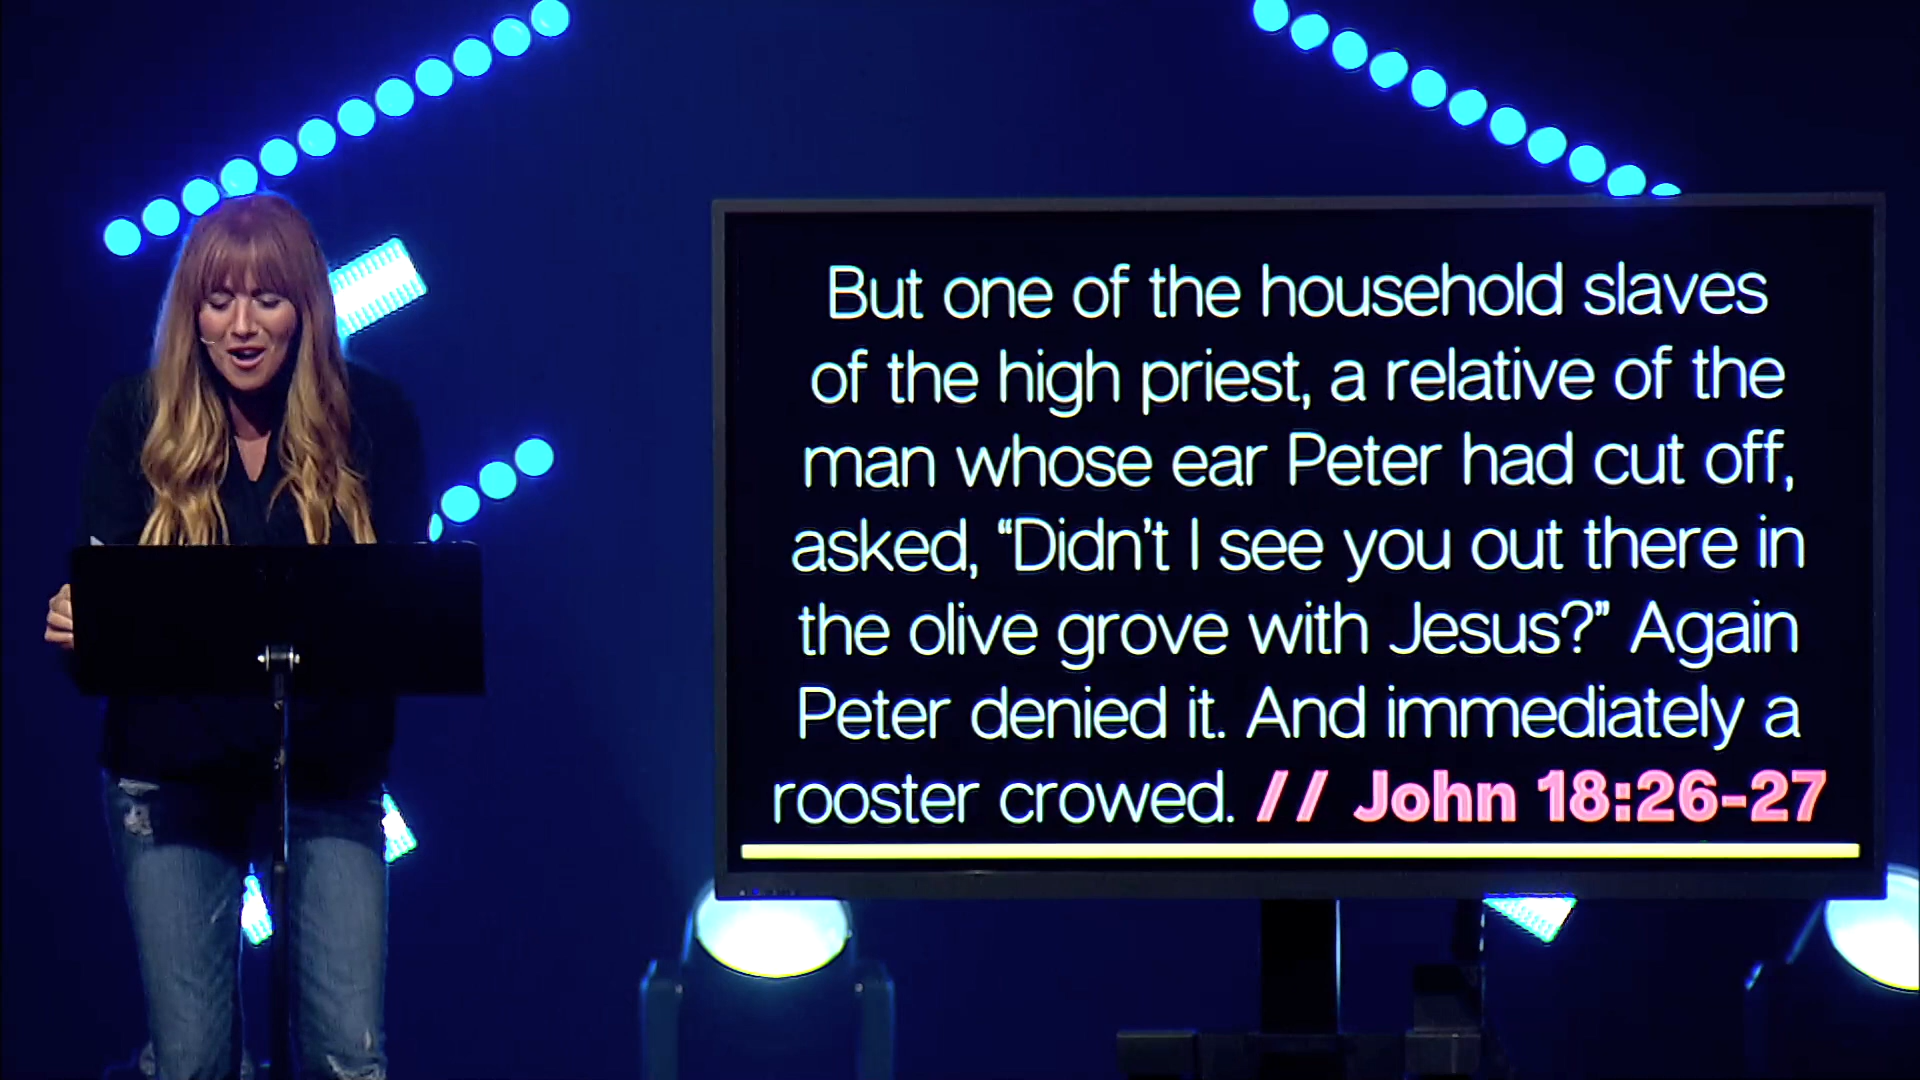 But one of the household slaves
of the high priest, a relative of the
man whose ear Peter had cut off,
asked, “Didn’t I see you out there in
the olive grove with Jesus?” Again
Peter denied it. And immediately a
rooster crowed. // John 18:26-27